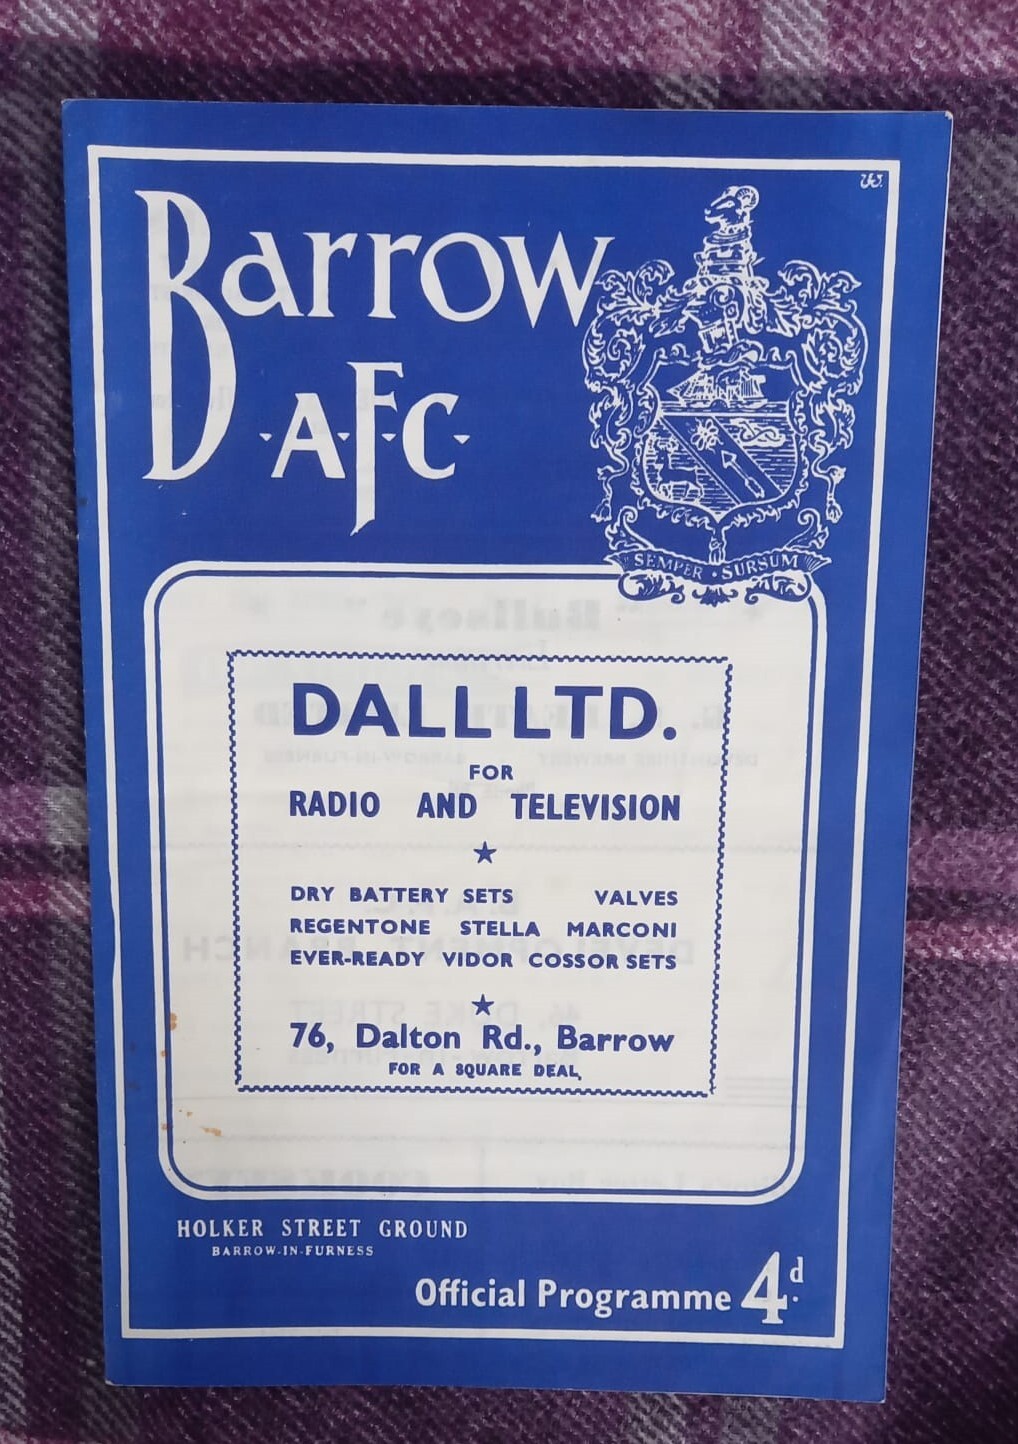 Barrow
A.F.C.
SEMPER · SURSUM
DALL LTD.
FOR
RADIO AND TELEVISION
DRY BATTERY SETS VALVES
REGENTONE STELLA MARCONI
EVER-READY VIDOR COSSOR SETS
76, Dalton Rd., Barrow
FOR A SQUARE DEAL
HOLKER STREET GROUND
BARROW-IN-FURNESS
Official Programme 4d.